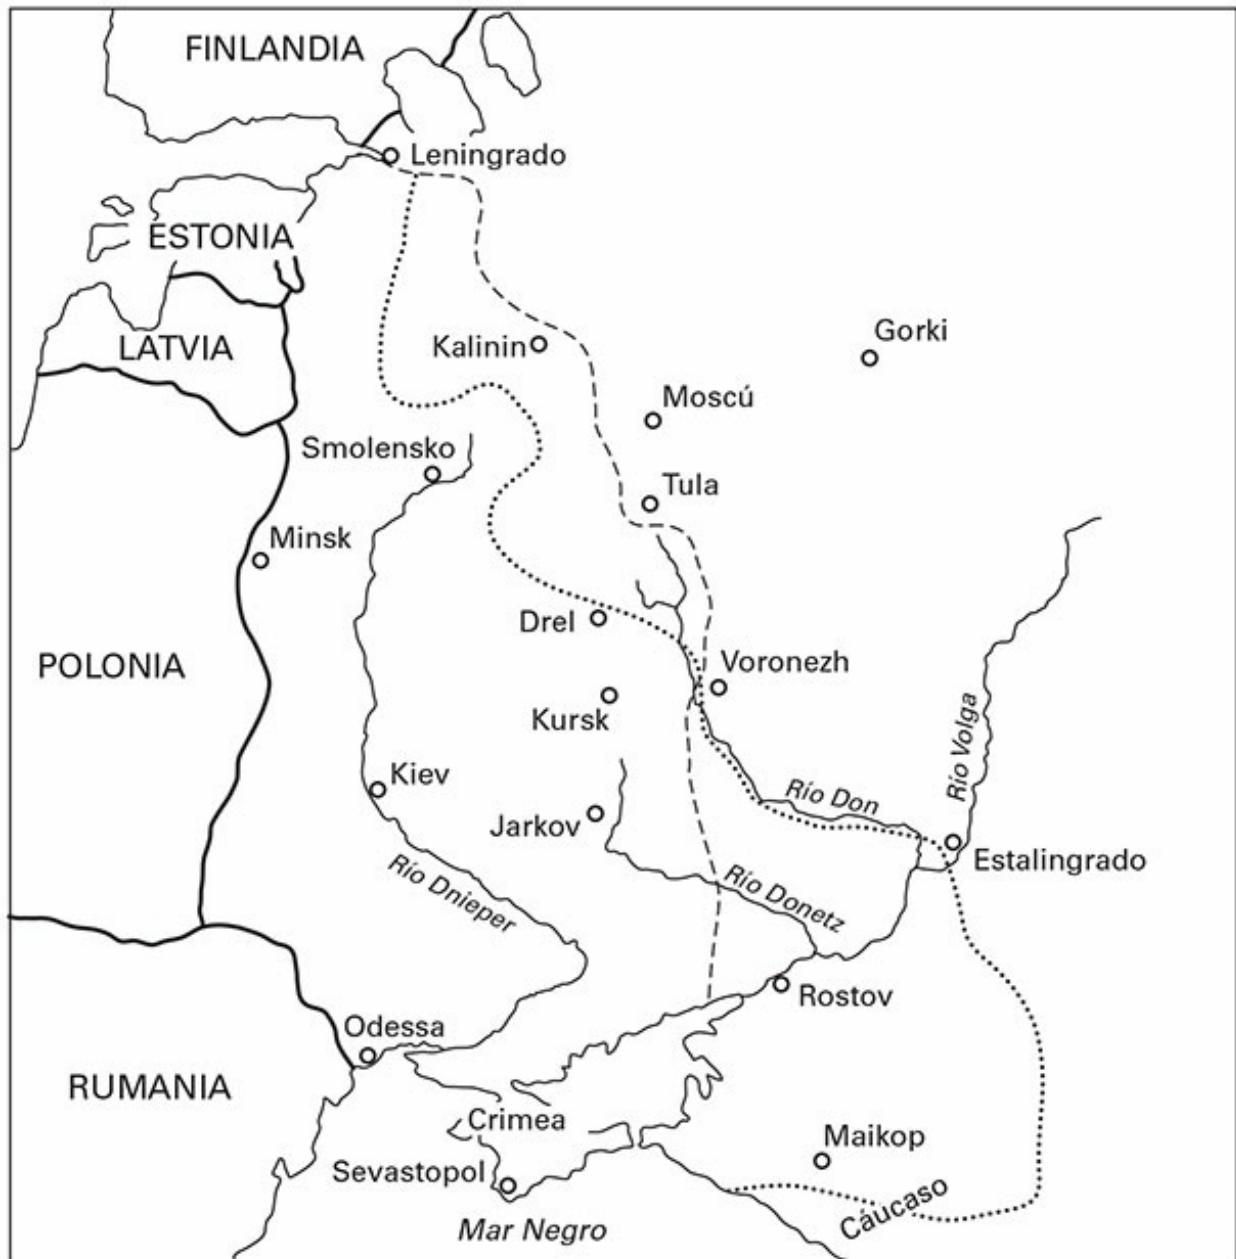 FINLANDIA
Leningrado
ESTONIA
Gorki
Kalinin
LATVIA
Moscú
Smolensko
Tula
Minsk
Drel
POLONIA
Voronezh
Kursk
Río Volga
Kiev
Río Don
Jarkov
Estalingrado
Río Dnieper
Río Donetz
Rostov
Odessa
RUMANIA
Crimea
Maikop
Sevastopol
Cáucaso
Mar Negro